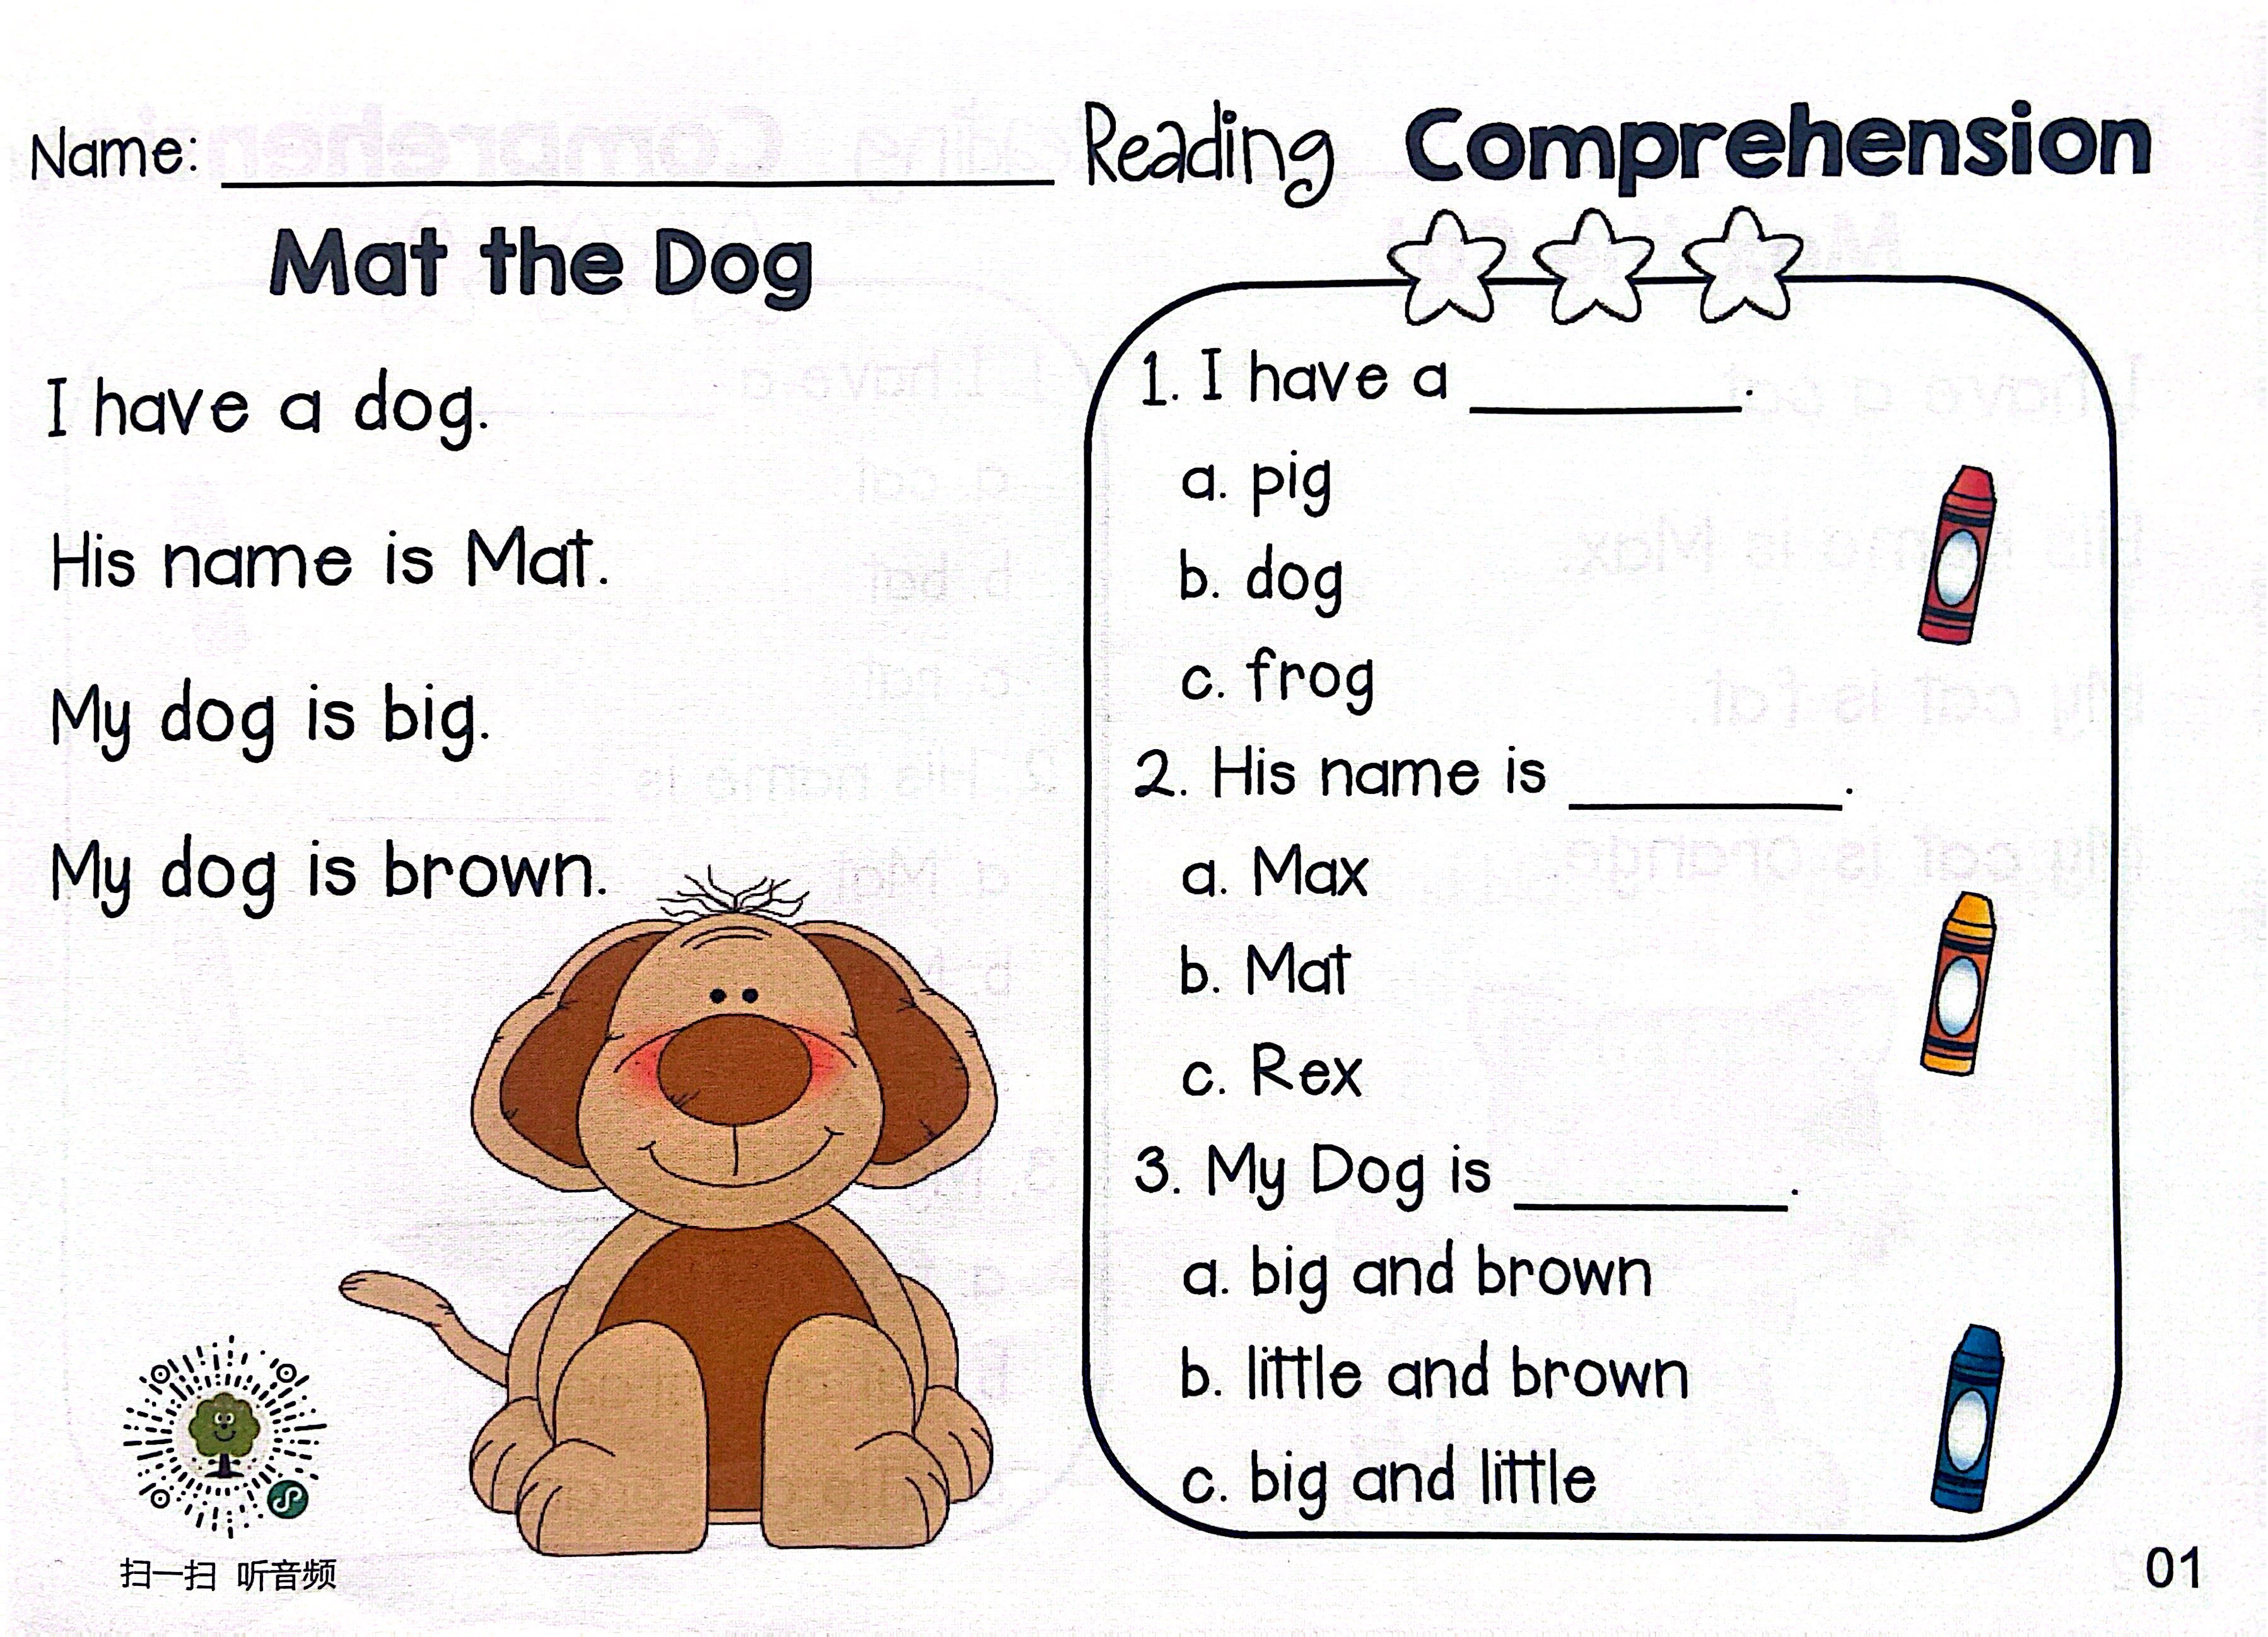 Name: ____________ Reading Comprehension
Mat the Dog
I have a dog.
His name is Mat.
My dog is big.
My dog is brown.
扫一扫 听音频
1. I have a ________.
a. pig
b. dog
c. frog
2. His name is ________.
a. Max
b. Mat
c. Rex
3. My Dog is ________.
a. big and brown
b. little and brown
c. big and little
01